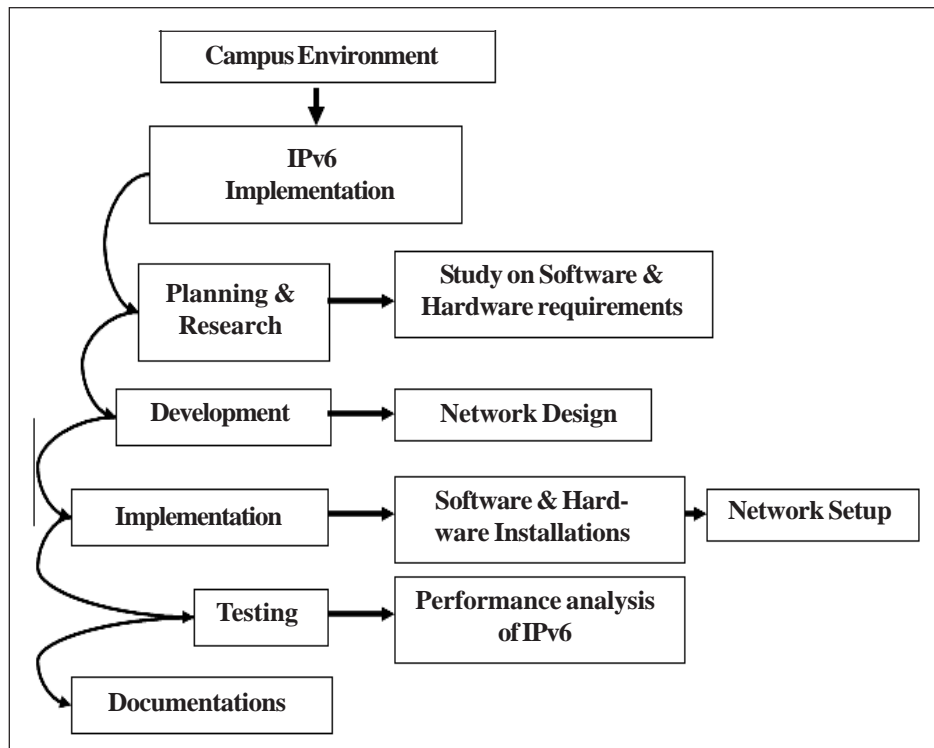 Campus Environment
IPv6
Implementation
Planning &
Research
Study on Software &
Hardware requirements
Development
Network Design
Implementation
Software & Hard-
ware Installations
Network Setup
Testing
Performance analysis
of IPv6
Documentations